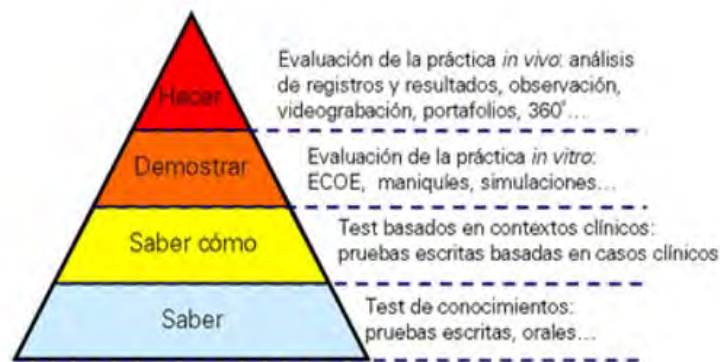 Hacer
Evaluación de la práctica in vivo: análisis
de registros y resultados, observación,
videograbación, portafolios, 360°...
Demostrar
Evaluación de la práctica in vitro:
ECOE, maniquíes, simulaciones...
Saber cómo
Test basados en contextos clínicos:
pruebas escritas basadas en casos clínicos
Saber
Test de conocimientos:
pruebas escritas, orales...